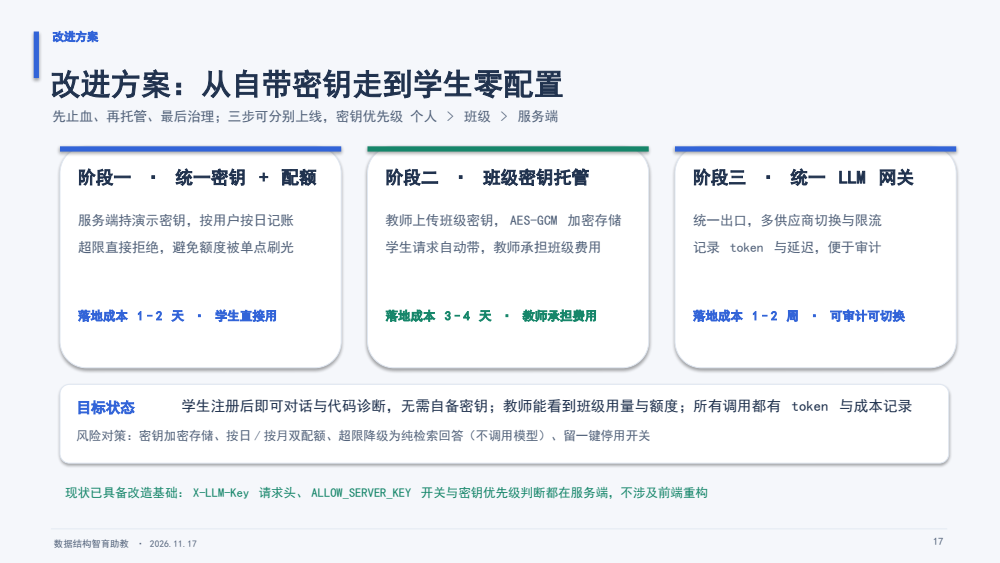 改进方案
改进方案：从自带密钥走到学生零配置
先止血、再托管、最后治理；三步可分别上线，密钥优先级 个人 > 班级 > 服务端
阶段一 · 统一密钥 + 配额
服务端持演示密钥，按用户按日记账
超限直接拒绝，避免额度被单点刷光
落地成本 1-2 天 · 学生直接用
阶段二 · 班级密钥托管
教师上传班级密钥，AES-GCM 加密存储
学生请求自动带，教师承担班级费用
落地成本 3-4 天 · 教师承担费用
阶段三 · 统一 LLM 网关
统一出口，多供应商切换与限流
记录 token 与延迟，便于审计
落地成本 1-2 周 · 可审计可切换
目标状态 学生注册后即可对话与代码诊断，无需自备密钥；教师能看到班级用量与额度；所有调用都有 token 与成本记录
风险对策：密钥加密存储、按日/按月双配额、超限降级为纯检索回答（不调用模型）、留一键停用开关
现状已具备改造基础：X-LLM-Key 请求头、ALLOW_SERVER_KEY 开关与密钥优先级判断都在服务端，不涉及前端重构
数据结构智育助教 · 2026.11.17
17